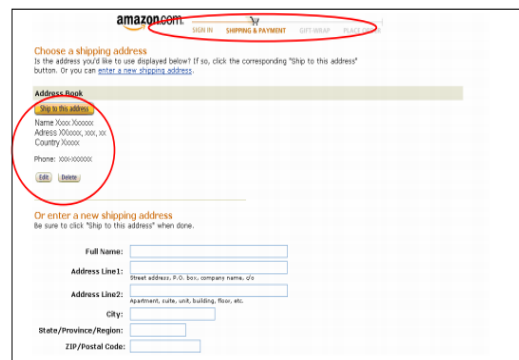 amazon.com.
SIGN IN SHIPPING & PAYMENT GIFT-WRAP PLACE ORDER
Choose a shipping address
Is the address you'd like to use displayed below? If so, click the corresponding "Ship to this address"
button. Or you can enter a new shipping address.
Address Book
Ship to this address
Name Xxxx Xxxxxx
Adress XXxxxx, xxx, xx
Country Xxxxx
Phone: xxx-xxxxxx
Edit Delete
Or enter a new shipping address
Be sure to click "Ship to this address" when done.
Full Name:
Address Line1:
Street address, P.O. box, company name, c/o
Address Line2:
Apartment, suite, unit, building, floor, etc.
City:
State/Province/Region:
ZIP/Postal Code: